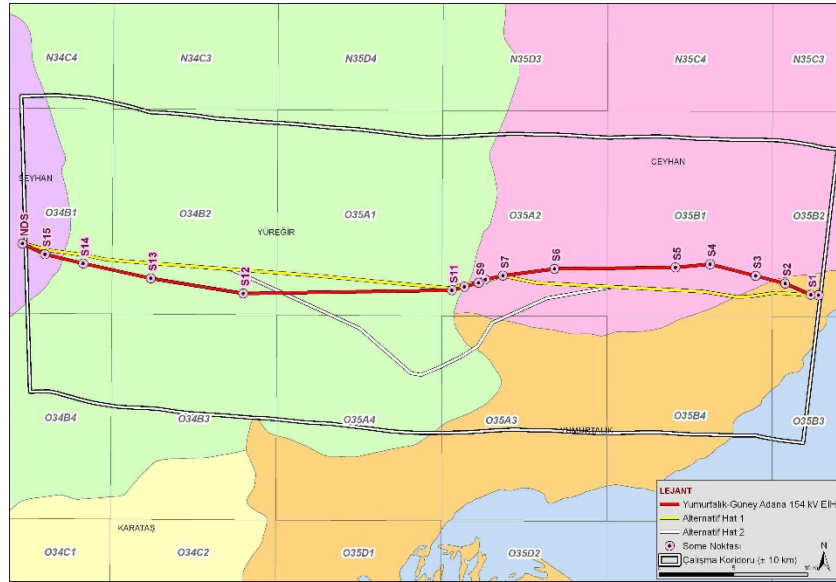 N34C4
N34C3
N35D4
N35D3
N35C4
N35C3
SEYHAN
CEYHAN
O34B1
O34B2
O35A1
O35A2
O35B1
O35B2
YÜREĞİR
NDS
S15
S14
S13
S12
S11
S9
S7
S6
S5
S4
S3
S2
S1
O34B4
O34B3
O35A4
O35A3
O35B4
O35B3
YUMURTALIK
KARATAŞ
O34C1
O34C2
O35D1
O35D2
LEJANT
Yumurtalık-Güney Adana 154 kV EİH
Alternatif Hat 1
Alternatif Hat 2
Some Noktası
Çalışma Koridoru (± 10 km)
N
5